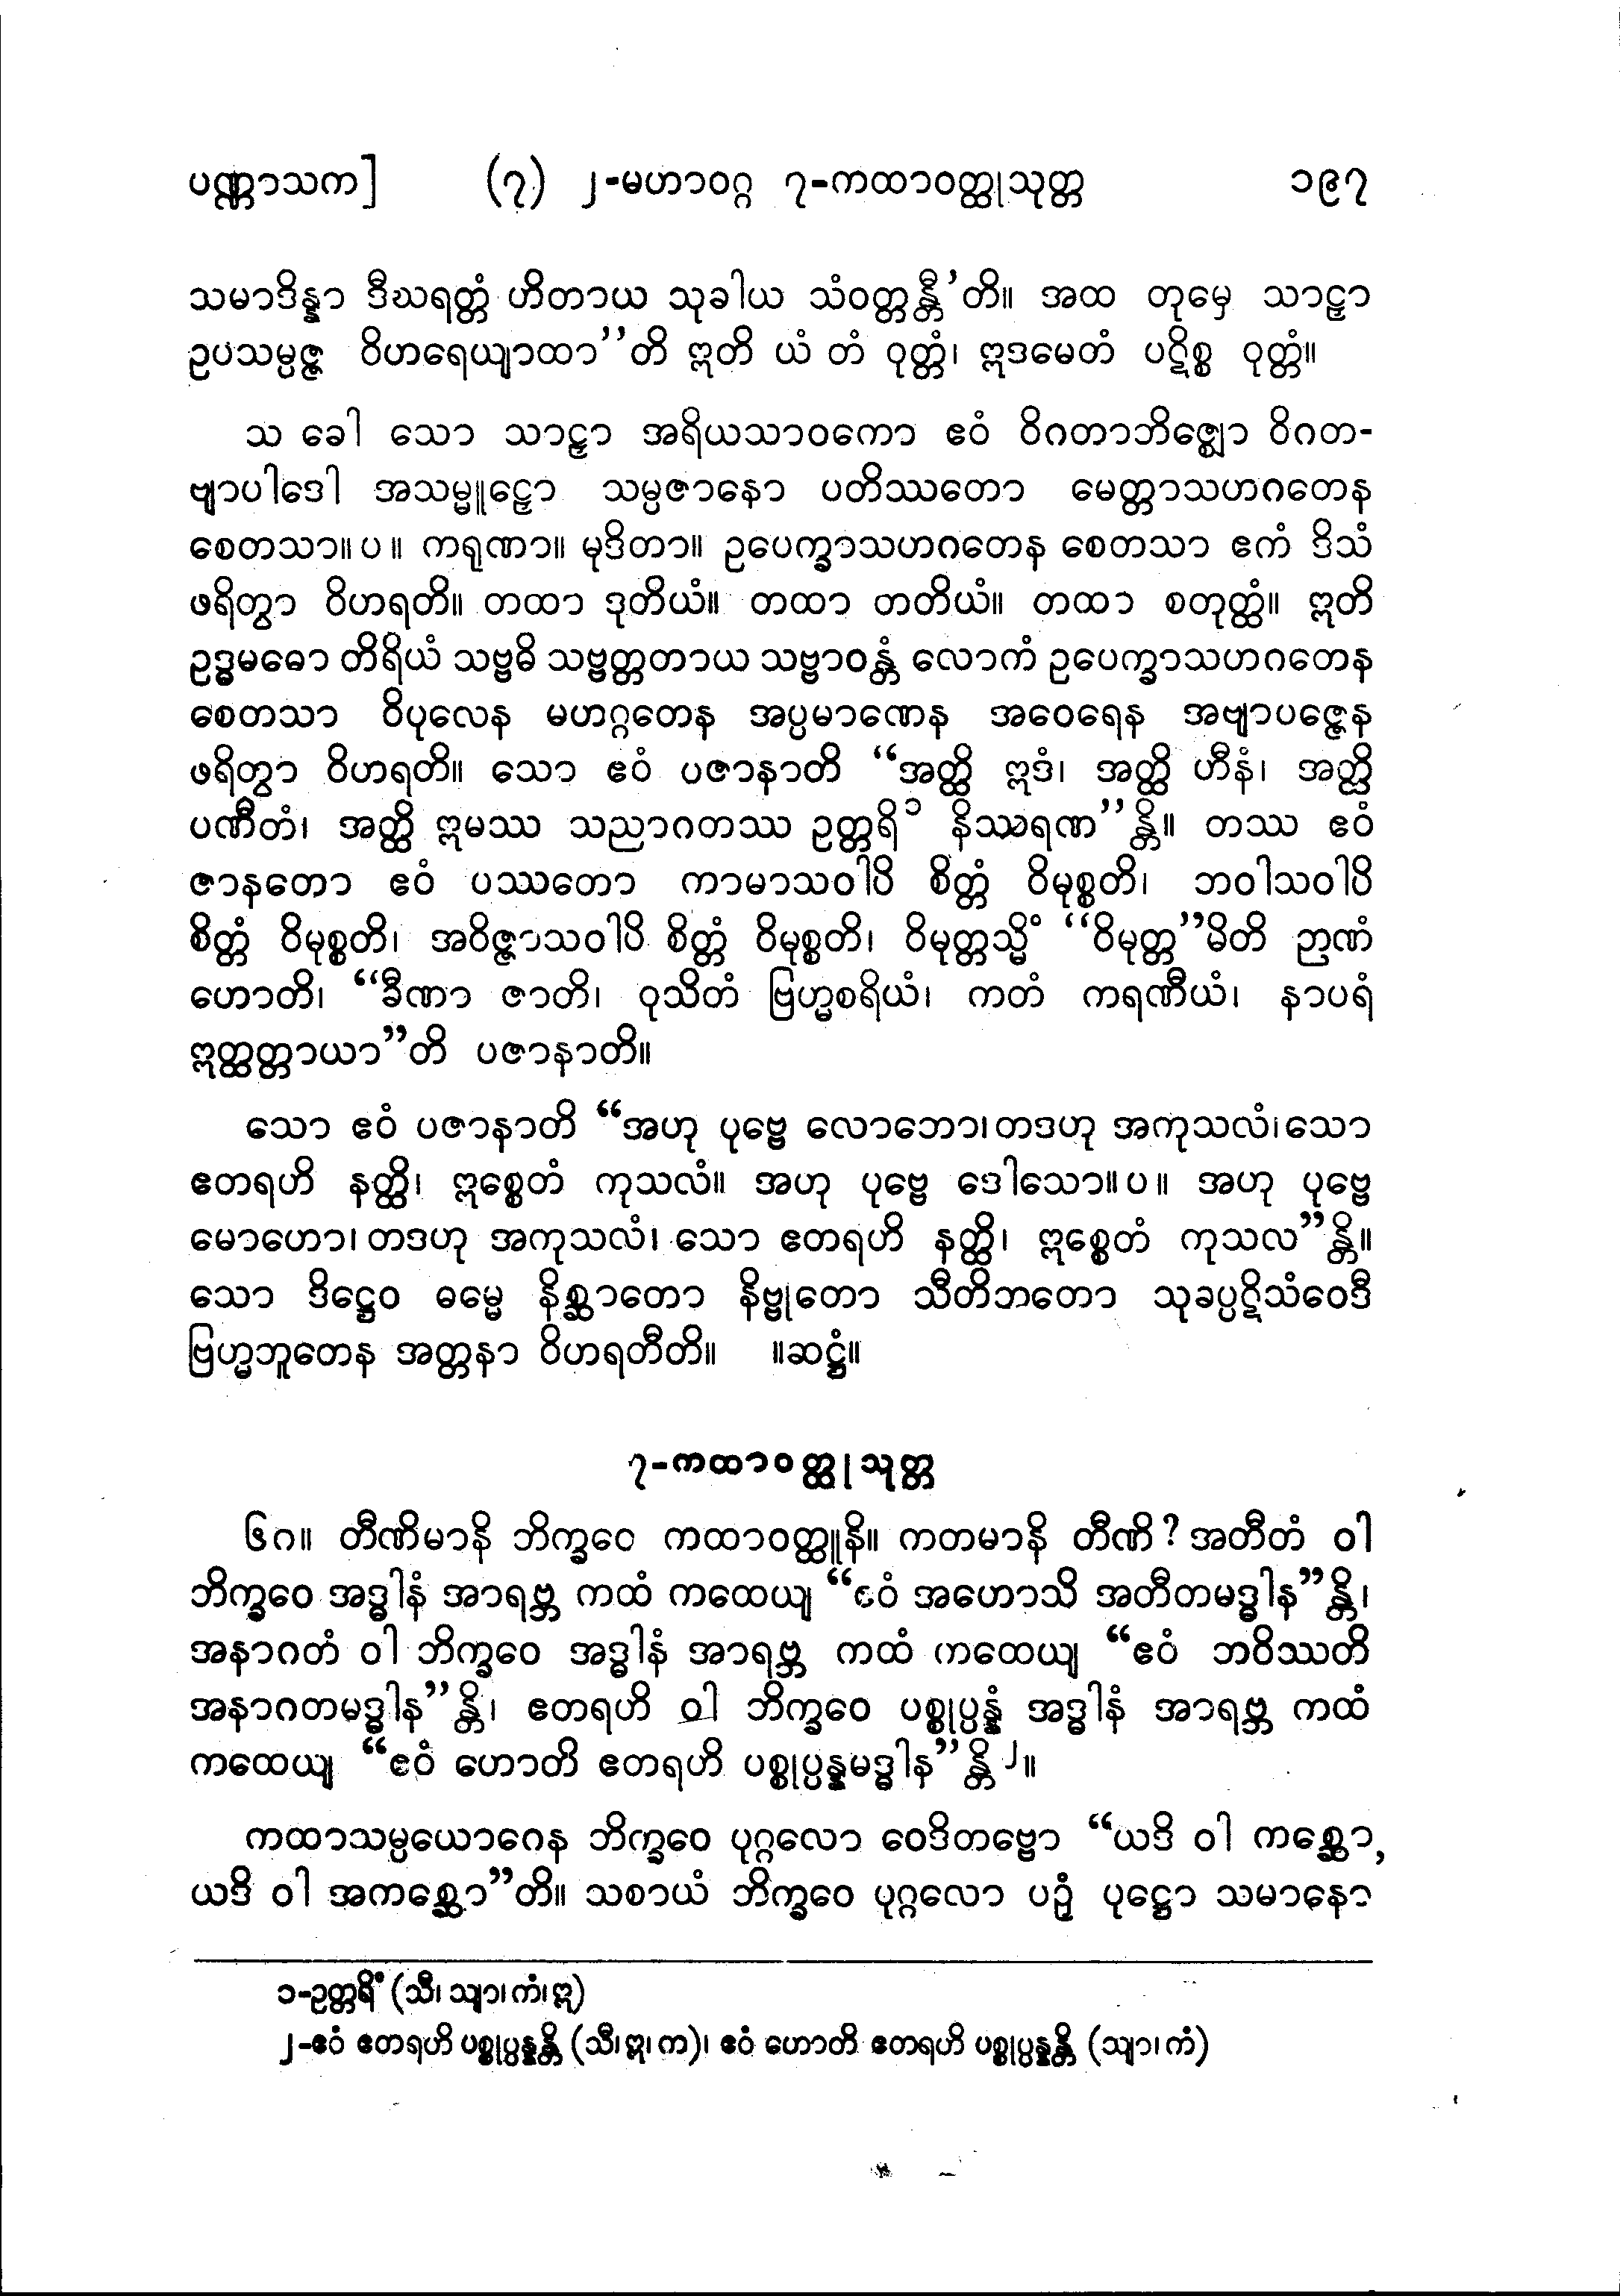 ပဏ္ဏာသက] (၇) ၂-မဟာဝဂ္ဂ ၇-ကထာဝတ္ထုသုတ္တ ၁၉၇
သမာဒိန္နာ ဒီဃရတ္တံ ဟိတာယ သုခါယ သံဝတ္တန္တီ’တိ။ အထ တုမှေ သာဠှာ
ဥပသမ္ပဇ္ဇ ဝိဟရေယျာထာ”တိ ဣတိ ယံ တံ ဝုတ္တံ၊ ဣဒမေတံ ပဋိစ္စ ဝုတ္တံ။
သ ခေါ သော သာဠှာ အရိယသာဝကော ဧဝံ ဝိဂတာဘိဇ္ဈော ဝိဂတ-
ဗျာပါဒေါ အသမ္မူဠှော သမ္ပဇာနော ပတိဿတော မေတ္တာသဟဂတေန
စေတသာ။ပ။ ကရုဏာ။ မုဒိတာ။ ဥပေက္ခာသဟဂတေန စေတသာ ဧကံ ဒိသံ
ဖရိတွာ ဝိဟရတိ။ တထာ ဒုတိယံ။ တထာ တတိယံ။ တထာ စတုတ္ထံ။ ဣတိ
ဥဒ္ဓမဓော တိရိယံ သဗ္ဗဓိ သဗ္ဗတ္တတာယ သဗ္ဗာဝန္တံ လောကံ ဥပေက္ခာသဟဂတေန
စေတသာ ဝိပုလေန မဟဂ္ဂတေန အပ္ပမာဏေန အဝေရေန အဗျာပဇ္ဇေန
ဖရိတွာ ဝိဟရတိ။ သော ဧဝံ ပဇာနာတိ “အတ္ထိ ဣဒံ၊ အတ္ထိ ဟီနံ၊ အတ္ထိ
ပဏီတံ၊ အတ္ထိ ဣမဿ သညာဂတဿ ဥတ္တရိ၁ နိဿရဏ”န္တိ။ တဿ ဧဝံ
ဇာနတော ဧဝံ ပဿတော ကာမာသဝါပိ စိတ္တံ ဝိမုစ္စတိ၊ ဘဝါသဝါပိ
စိတ္တံ ဝိမုစ္စတိ၊ အဝိဇ္ဇာသဝါပိ စိတ္တံ ဝိမုစ္စတိ၊ ဝိမုတ္တသ္မိံ “ဝိမုတ္တ”မိတိ ဉာဏံ
ဟောတိ၊ “ခီဏာ ဇာတိ၊ ဝုသိတံ ဗြဟ္မစရိယံ၊ ကတံ ကရဏီယံ၊ နာပရံ
ဣတ္ထတ္တာယာ”တိ ပဇာနာတိ။
သော ဧဝံ ပဇာနာတိ “အဟု ပုဗ္ဗေ လောဘော၊ တဒဟု အကုသလံ၊ သော
ဧတရဟိ နတ္ထိ၊ ဣစ္စေတံ ကုသလံ။ အဟု ပုဗ္ဗေ ဒေါသော။ပ။ အဟု ပုဗ္ဗေ
မောဟော၊ တဒဟု အကုသလံ၊ သော ဧတရဟိ နတ္ထိ၊ ဣစ္စေတံ ကုသလ”န္တိ။
သော ဒိဋ္ဌေဝ ဓမ္မေ နိစ္ဆာတော နိဗ္ဗုတော သီတိဘတော သုခပ္ပဋိသံဝေဒီ
ဗြဟ္မဘူတေန အတ္တနာ ဝိဟရတီတိ။ ။ဆဋ္ဌံ။
၇-ကထာဝတ္ထုသုတ္တ
၆၈။ တီဏိမာနိ ဘိက္ခဝေ ကထာဝတ္ထူနိ။ ကတမာနိ တီဏိ? အတီတံ ဝါ
ဘိက္ခဝေ အဒ္ဓါနံ အာရဗ္ဘ ကထံ ကထေယျ “ဧဝံ အဟောသိ အတီတမဒ္ဓါန”န္တိ၊
အနာဂတံ ဝါ ဘိက္ခဝေ အဒ္ဓါနံ အာရဗ္ဘ ကထံ ကထေယျ “ဧဝံ ဘဝိဿတိ
အနာဂတမဒ္ဓါန”န္တိ၊ ဧတရဟိ ဝါ ဘိက္ခဝေ ပစ္စုပ္ပန္နံ အဒ္ဓါနံ အာရဗ္ဘ ကထံ
ကထေယျ “ဧဝံ ဟောတိ ဧတရဟိ ပစ္စုပ္ပန္နမဒ္ဓါန”န္တိ၂။
ကထာသမ္ပယောဂေန ဘိက္ခဝေ ပုဂ္ဂလော ဝေဒိတဗ္ဗော “ယဒိ ဝါ ကစ္ဆော,
ယဒိ ဝါ အကစ္ဆော”တိ။ သစာယံ ဘိက္ခဝေ ပုဂ္ဂလော ပဉှံ ပုဋ္ဌော သမာနော
၁-ဥတ္တရိံ (သီ၊ သျာ၊ ကံ၊ ဣ)
၂-ဧဝံ ဧတရဟိ ပစ္စုပ္ပန္နန္တိ (သီ၊ ဣ၊ က)၊ ဧဝံ ဟောတိ ဧတရဟိ ပစ္စုပ္ပန္နန္တိ (သျာ၊ ကံ)